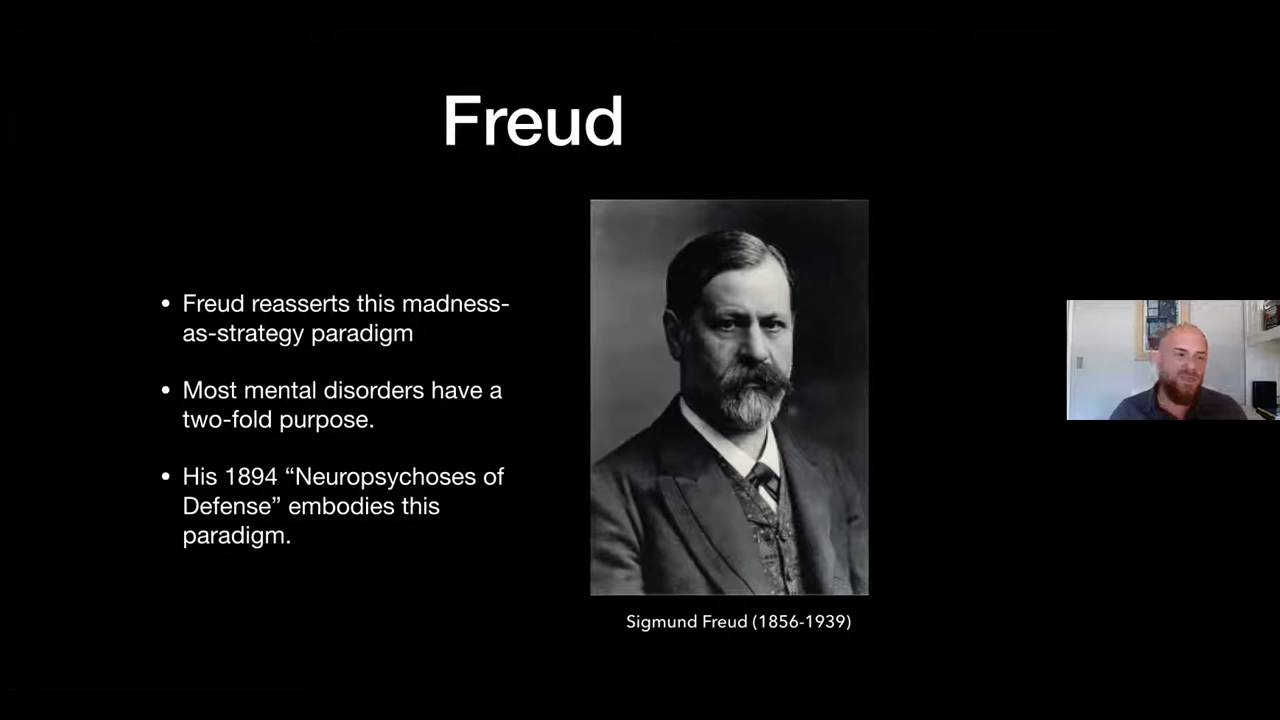 Freud
• Freud reasserts this madness-
as-strategy paradigm
• Most mental disorders have a
two-fold purpose.
• His 1894 “Neuropsychoses of
Defense” embodies this
paradigm.
Sigmund Freud (1856-1939)